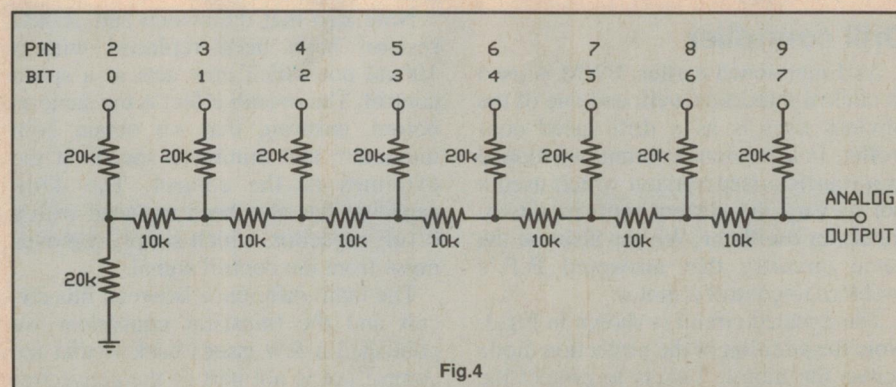 PIN 2 3 4 5 6 7 8 9
BIT 0 1 2 3 4 5 6 7
20k 20k 20k 20k 20k 20k 20k 20k
ANALOG
OUTPUT
10k 10k 10k 10k 10k 10k 10k
20k
Fig.4